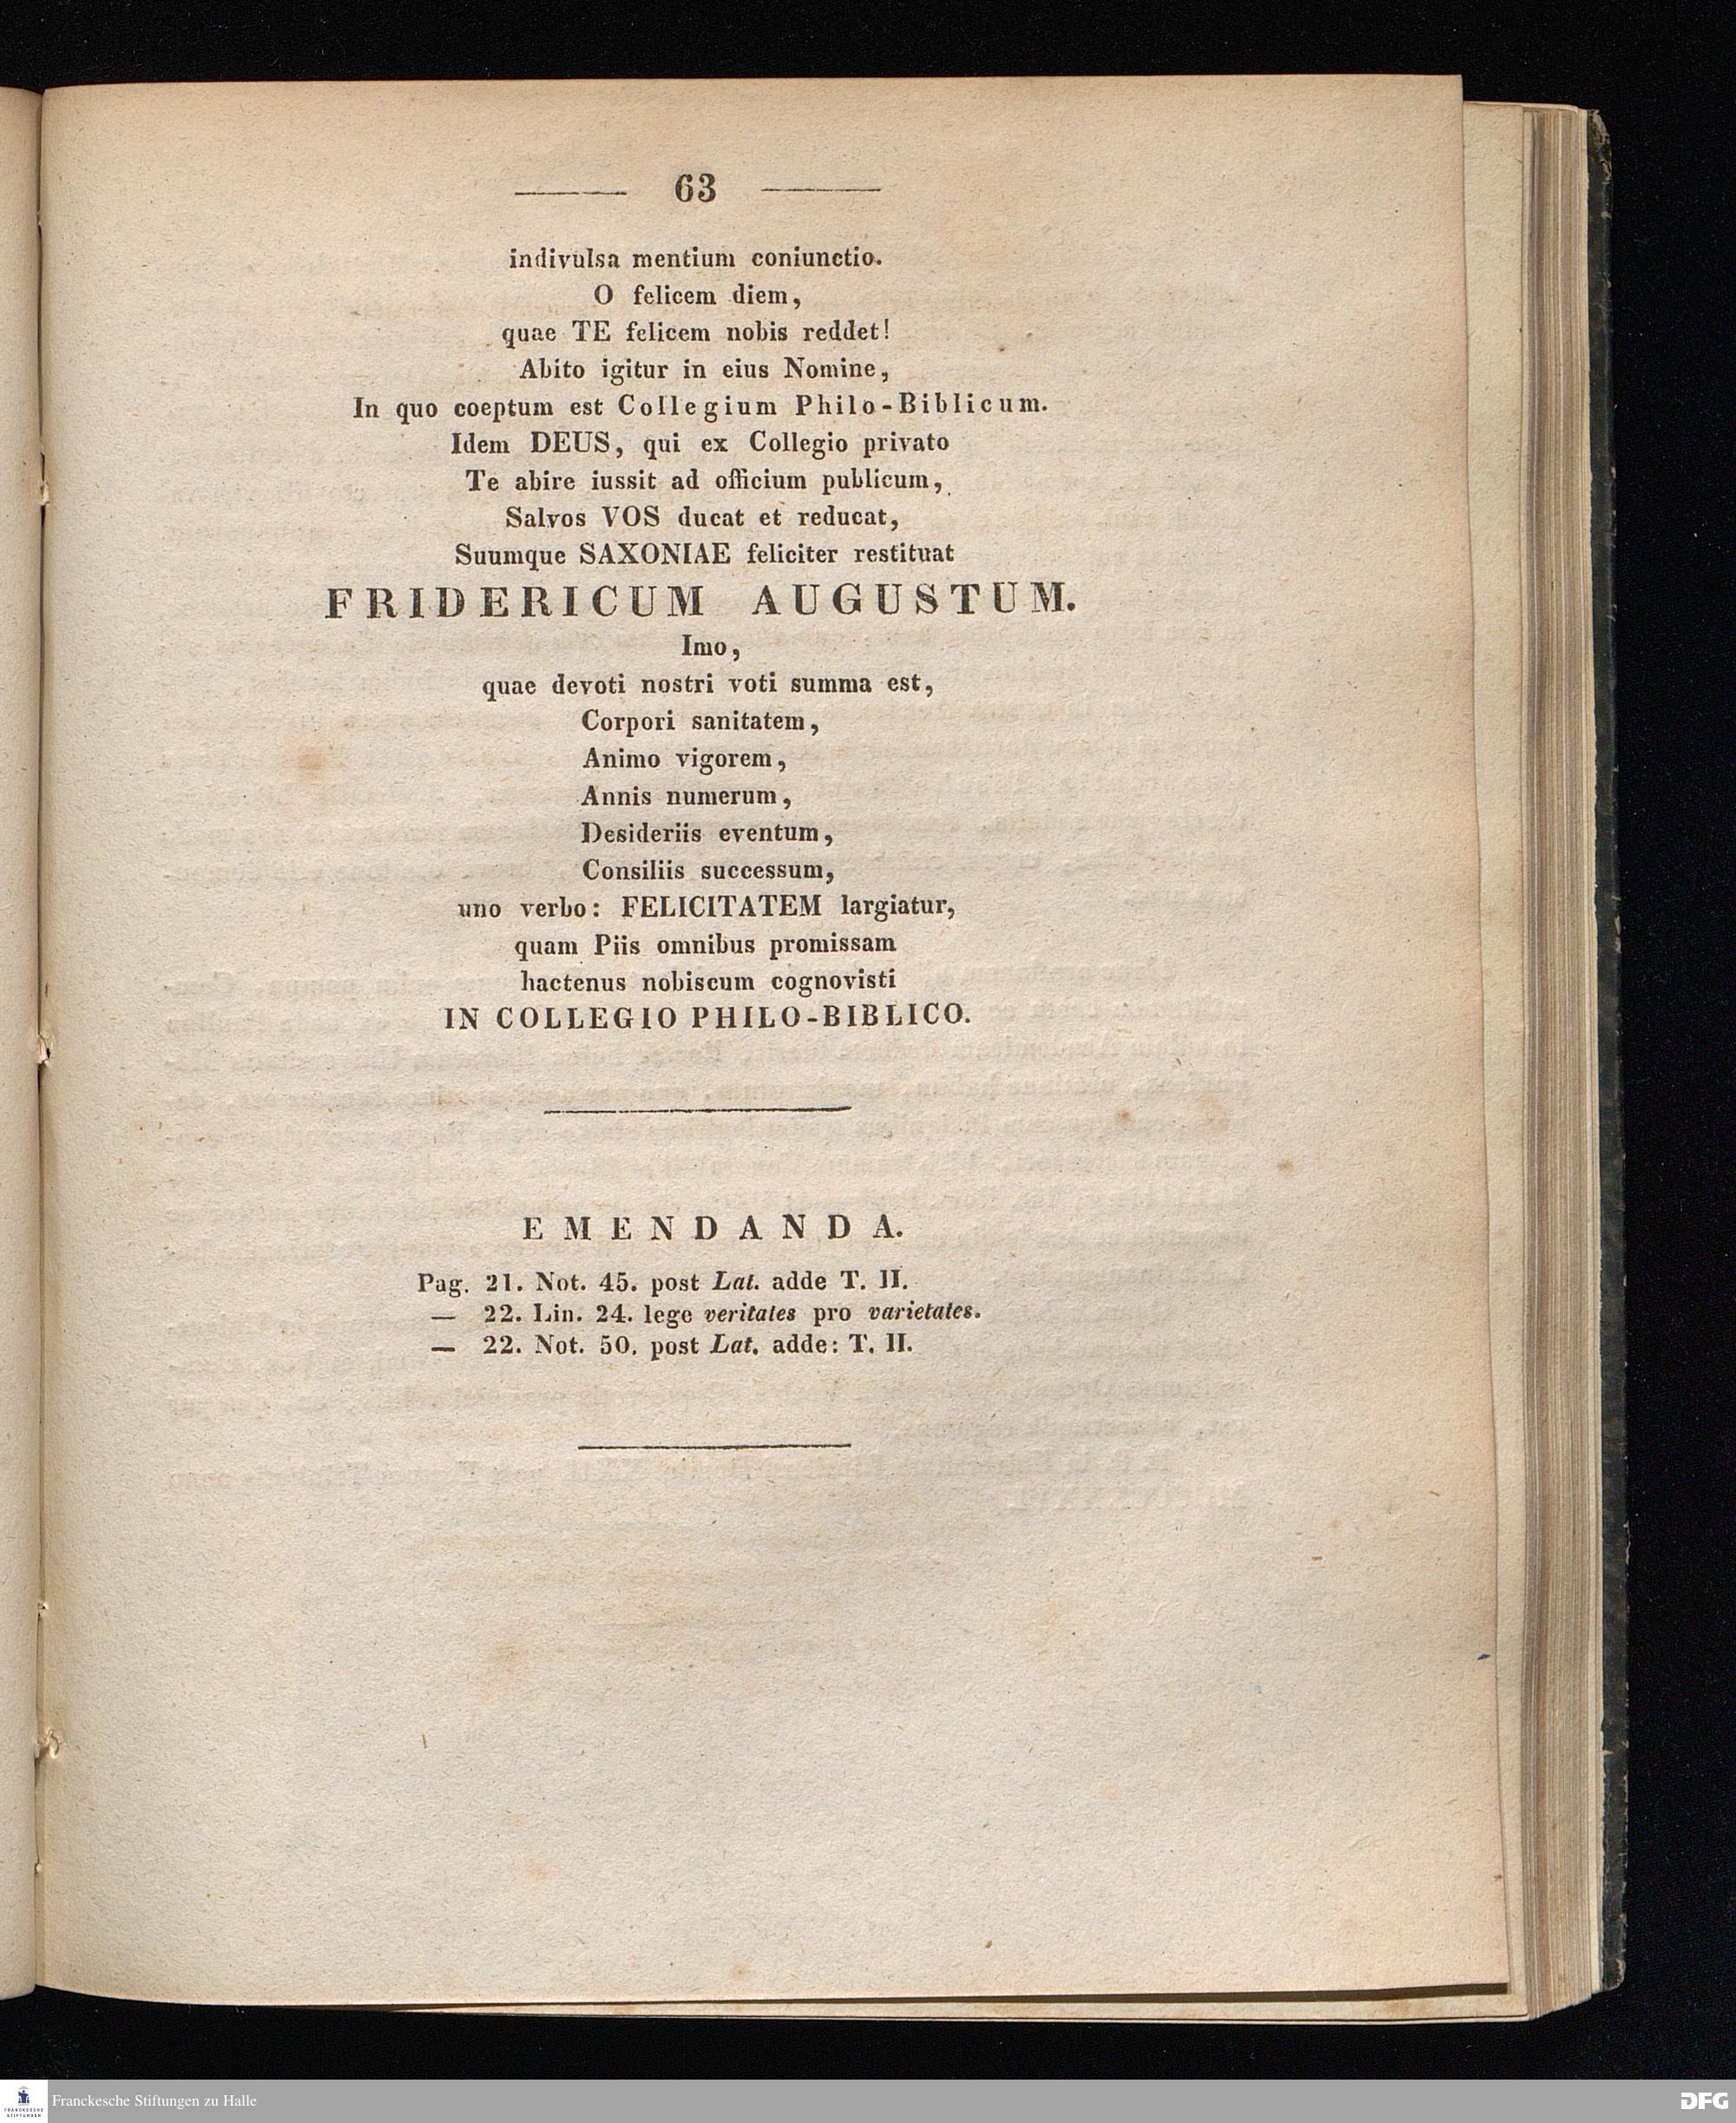 63
indivulsa mentium coniunctio.
O felicem diem,
quae TE felicem nobis reddet!
Abito igitur in eius Nomine,
In quo coeptum est Collegium Philo-Biblicum.
Idem DEUS, qui ex Collegio privato
Te abire iussit ad officium publicum,
Salvos VOS ducat et reducat,
Suumque SAXONIAE feliciter restituat
FRIDERICUM AUGUSTUM.
Imo,
quae devoti nostri voti summa est,
Corpori sanitatem,
Animo vigorem,
Annis numerum,
Desideriis eventum,
Consiliis successum,
uno verbo: FELICITATEM largiatur,
quam Piis omnibus promissam
hactenus nobiscum cognovisti
IN COLLEGIO PHILO-BIBLICO.
EMENDANDA.
Pag. 21. Not. 45. post Lat. adde T. II.
— 22. Lin. 24. lege veritates pro varietates.
— 22. Not. 50. post Lat. adde: T. II.
FRANCKESCHE
STIFTUNGEN
Franckesche Stiftungen zu Halle
DFG